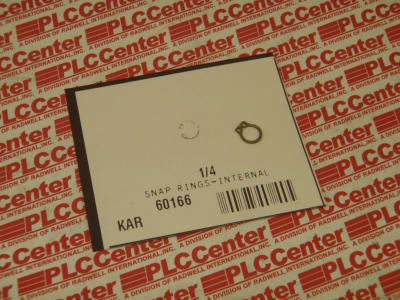 1/4
SNAP RINGS-INTERNAL
KAR 60166
PLCCenter
A DIVISION OF RADWELL INTERNATIONAL, INC.